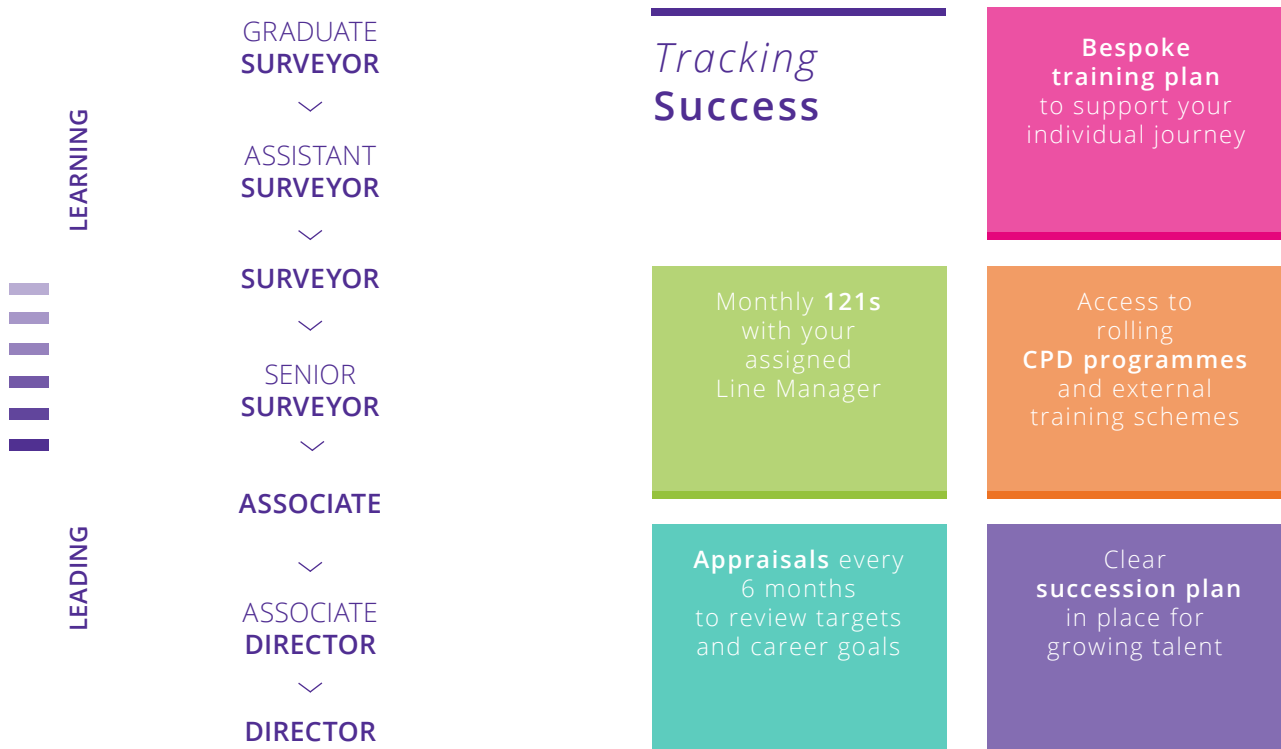 LEARNING
LEADING
GRADUATE
SURVEYOR
ASSISTANT
SURVEYOR
SURVEYOR
SENIOR
SURVEYOR
ASSOCIATE
ASSOCIATE
DIRECTOR
DIRECTOR
Tracking
Success
Bespoke
training plan
to support your
individual journey
Monthly 121s
with your
assigned
Line Manager
Access to
rolling
CPD programmes
and external
training schemes
Appraisals every
6 months
to review targets
and career goals
Clear
succession plan
in place for
growing talent